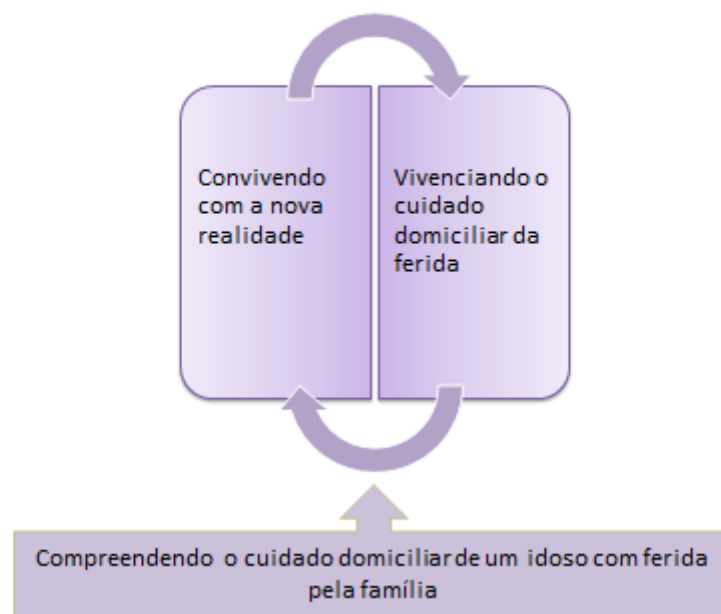 Convivendo
com a nova
realidade
Vivenciando o
cuidado
domiciliar da
ferida
Compreendendo o cuidado domiciliar de um idoso com ferida
pela família